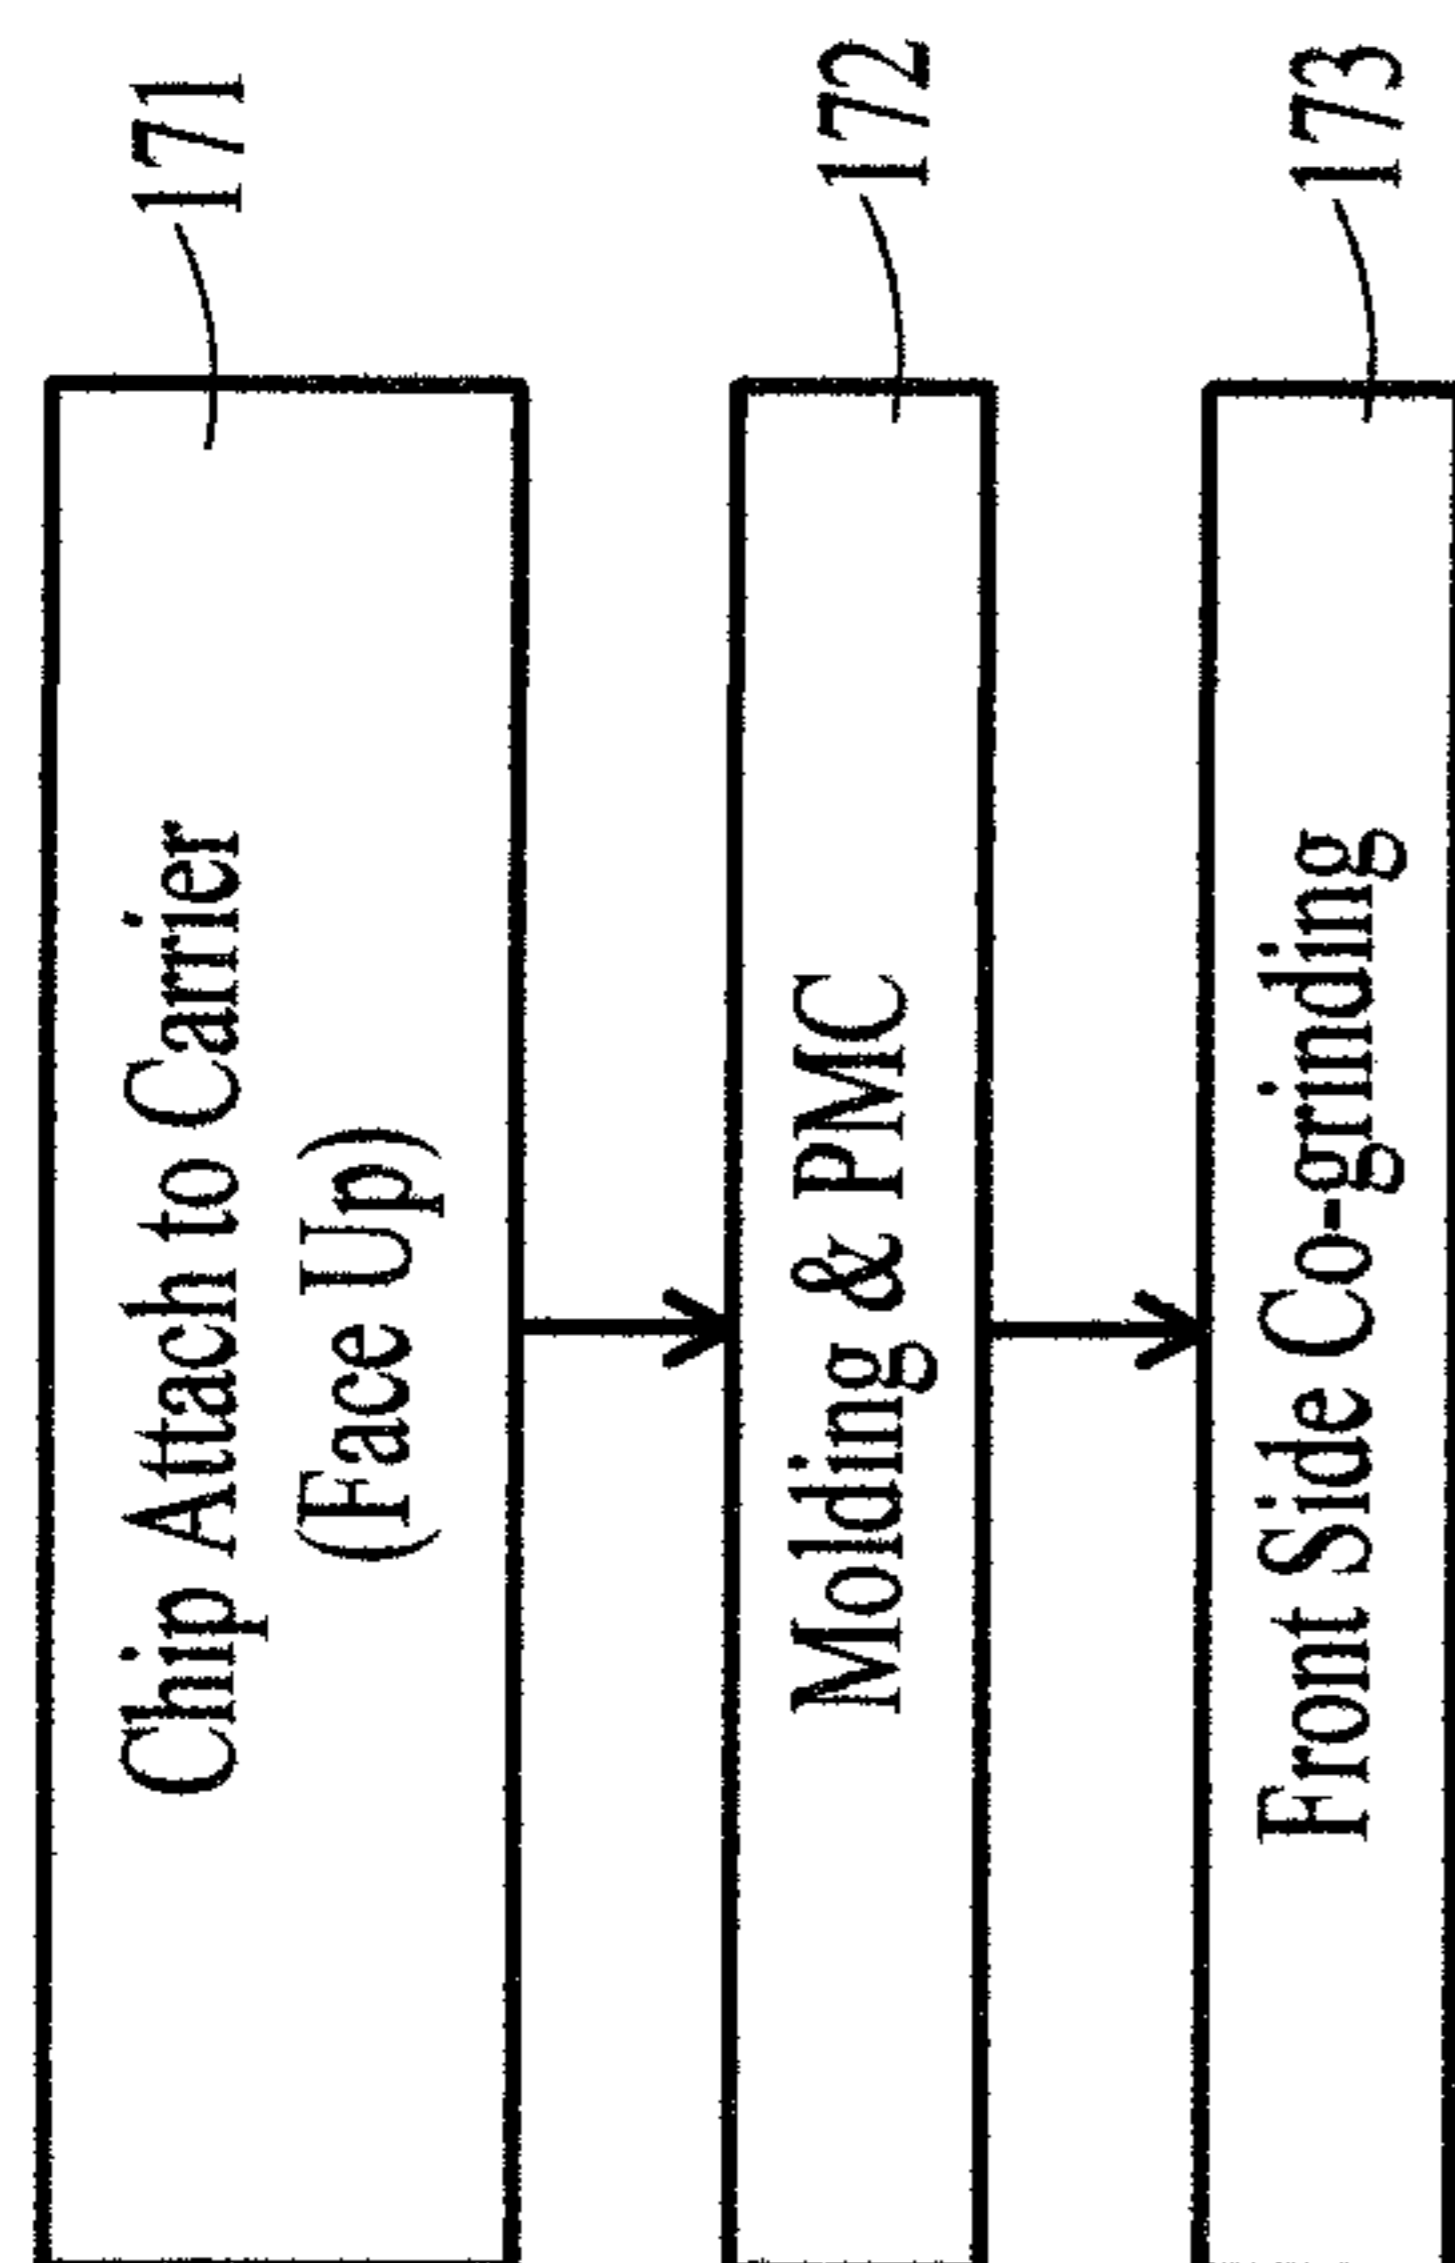 Chip Attach to Carrier
(Face Up)
171
Molding & PMC
172
Front Side Co-grinding
173